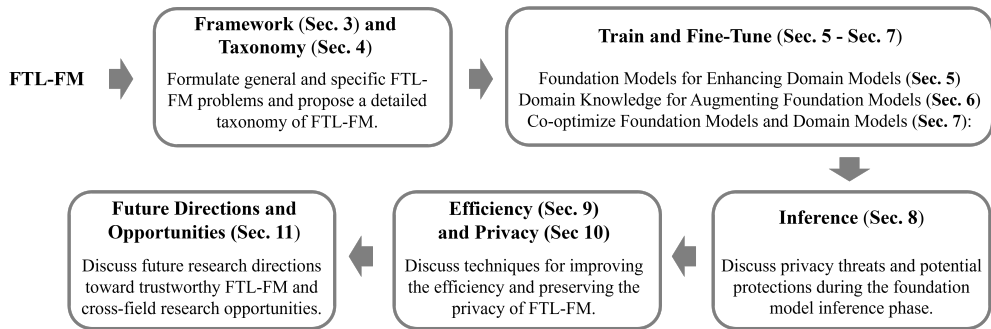 FTL-FM
Framework (Sec. 3) and
Taxonomy (Sec. 4)
Formulate general and specific FTL-
FM problems and propose a detailed
taxonomy of FTL-FM.
Train and Fine-Tune (Sec. 5 - Sec. 7)
Foundation Models for Enhancing Domain Models (Sec. 5)
Domain Knowledge for Augmenting Foundation Models (Sec. 6)
Co-optimize Foundation Models and Domain Models (Sec. 7):
Inference (Sec. 8)
Discuss privacy threats and potential
protections during the foundation
model inference phase.
Efficiency (Sec. 9)
and Privacy (Sec 10)
Discuss techniques for improving
the efficiency and preserving the
privacy of FTL-FM.
Future Directions and
Opportunities (Sec. 11)
Discuss future research directions
toward trustworthy FTL-FM and
cross-field research opportunities.